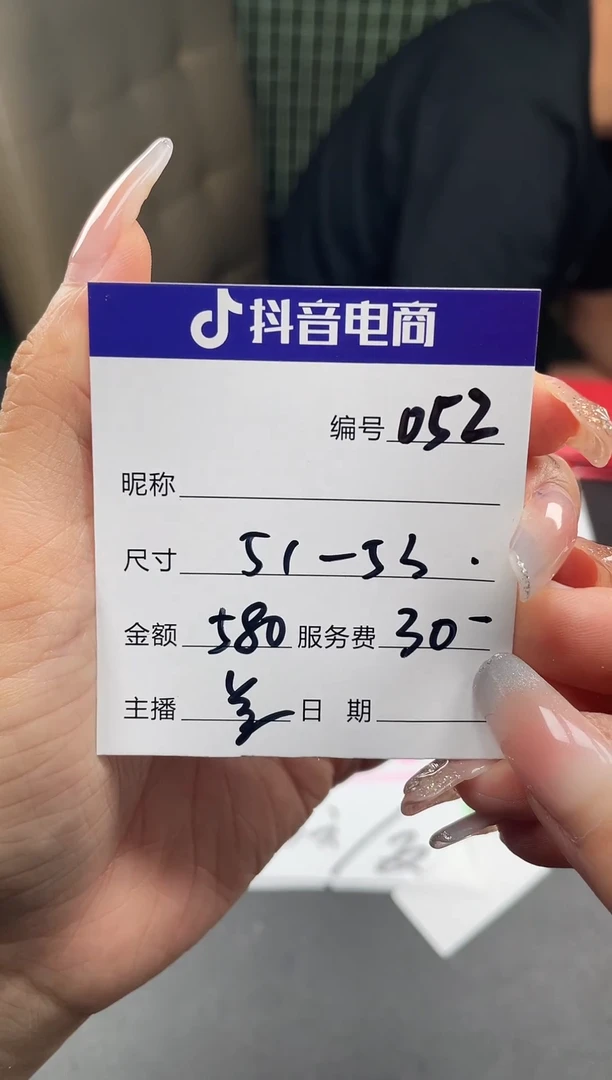 抖音电商
编号 052
昵称
尺寸 51-53.
金额 580 服务费 30-
主播 日 期